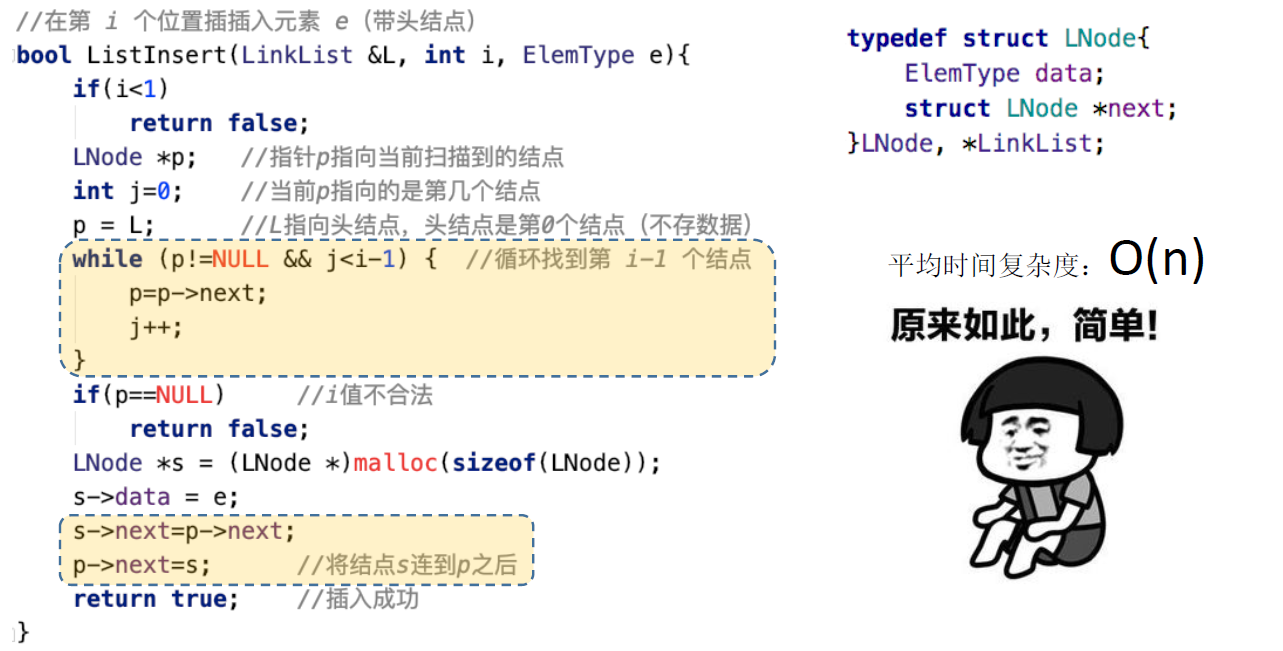 //在第 i 个位置插插入元素 e（带头结点）
bool ListInsert(LinkList &L, int i, ElemType e){
if(i<1)
return false;
LNode *p; //指针p指向当前扫描到的结点
int j=0; //当前p指向的是第几个结点
p = L; //L指向头结点，头结点是第0个结点（不存数据）
while (p!=NULL && j<i-1) { //循环找到第 i-1 个结点
p=p->next;
j++;
}
if(p==NULL) //i值不合法
return false;
LNode *s = (LNode *)malloc(sizeof(LNode));
s->data = e;
s->next=p->next;
p->next=s; //将结点s连到p之后
return true; //插入成功
}
typedef struct LNode{
ElemType data;
struct LNode *next;
}LNode, *LinkList;
平均时间复杂度：O(n)
原来如此，简单!